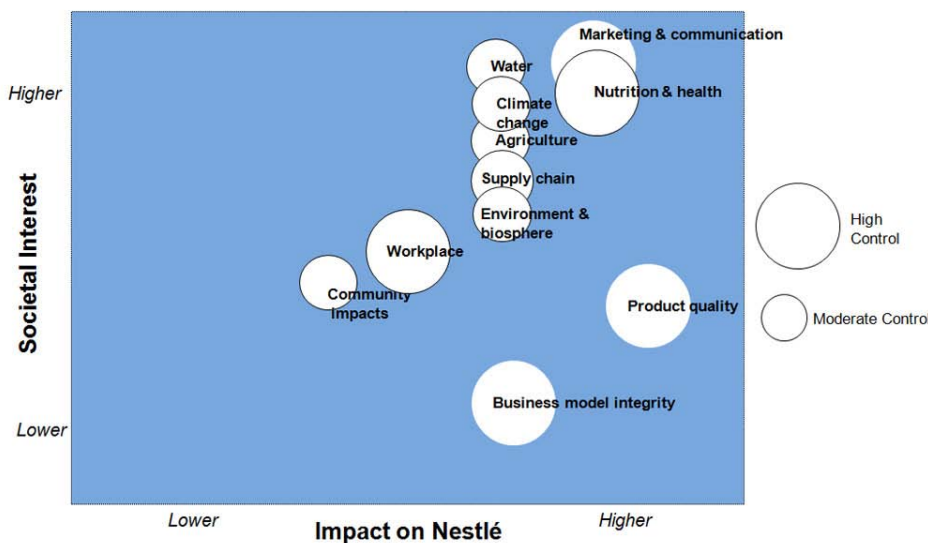 Marketing & communication
Water
Higher
Nutrition & health
Climate
change
Agriculture
Supply chain
Environment &
biosphere
Workplace
Community
impacts
Product quality
Business model integrity
Societal Interest
Lower
High
Control
Moderate Control
Lower
Impact on Nestlé
Higher